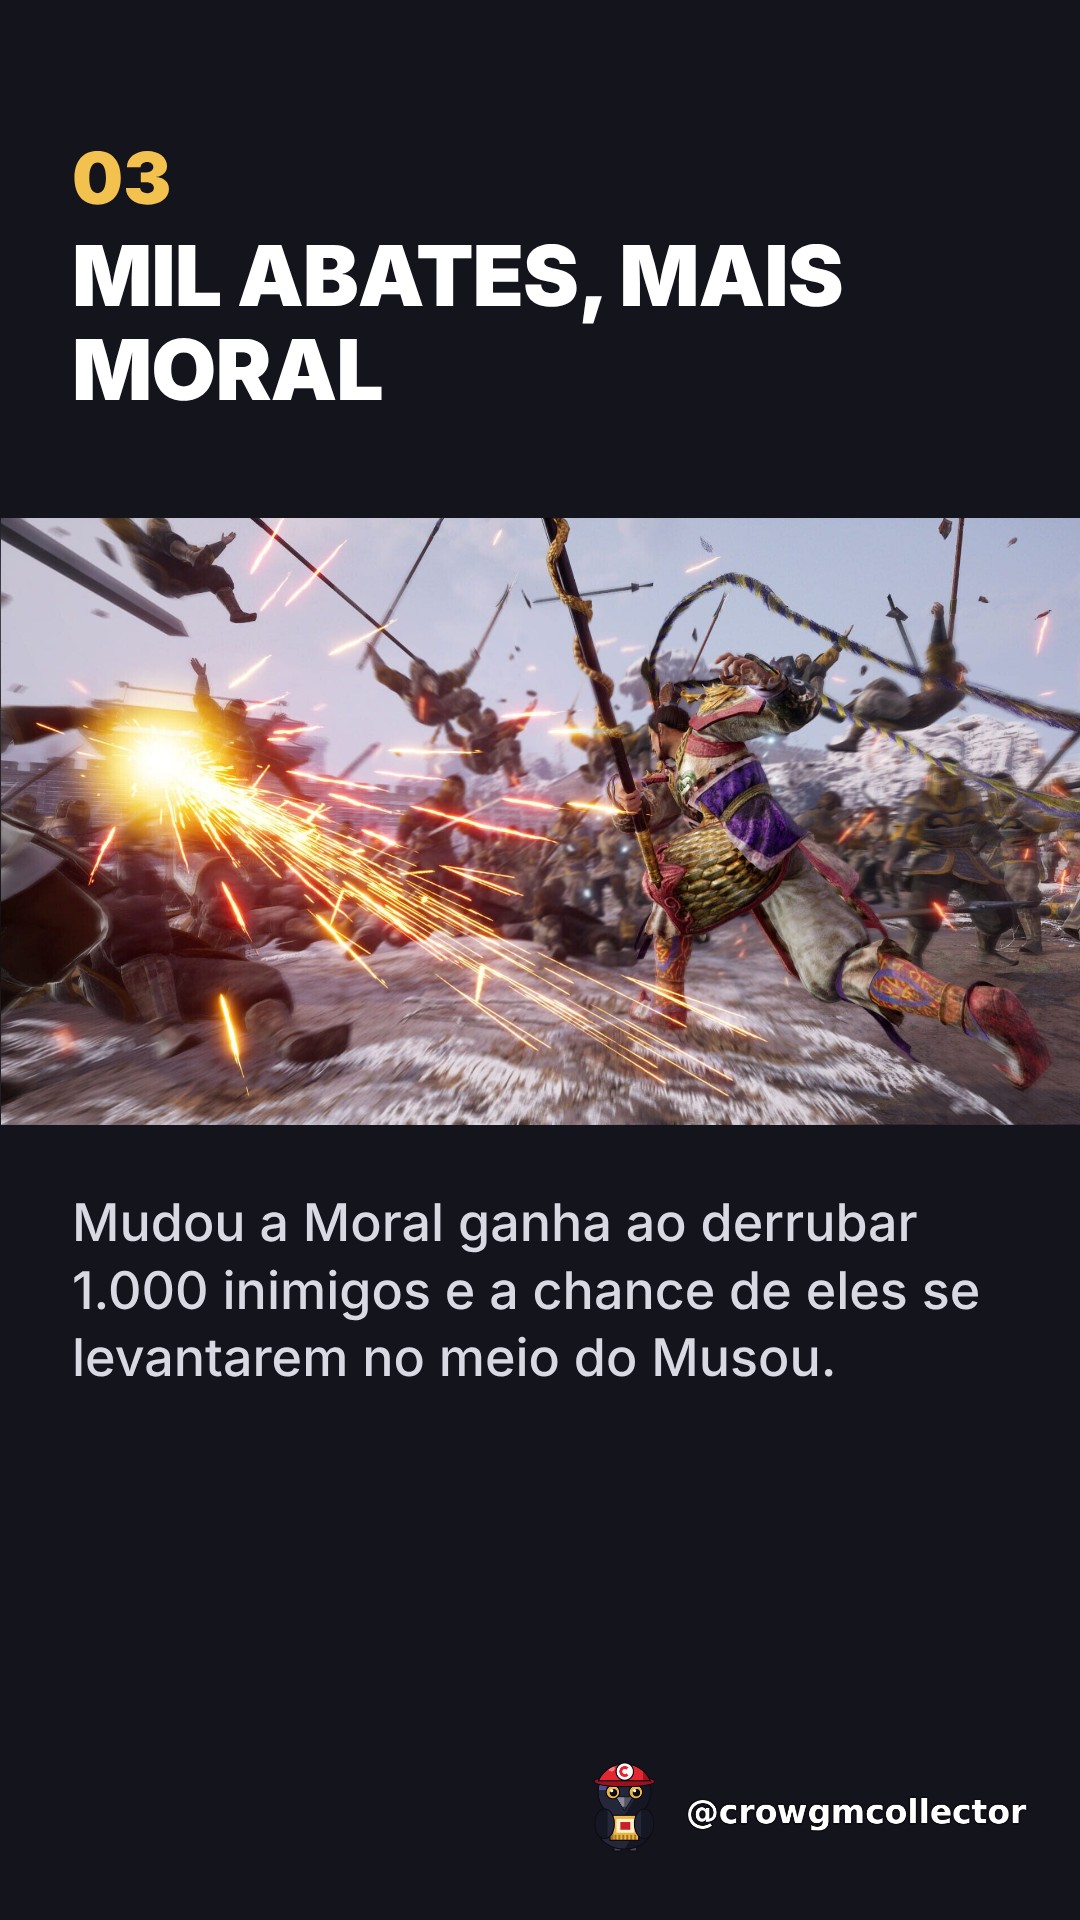 03
MIL ABATES, MAIS
MORAL
Mudou a Moral ganha ao derrubar
1.000 inimigos e a chance de eles se
levantarem no meio do Musou.
C
@crowgmcollector